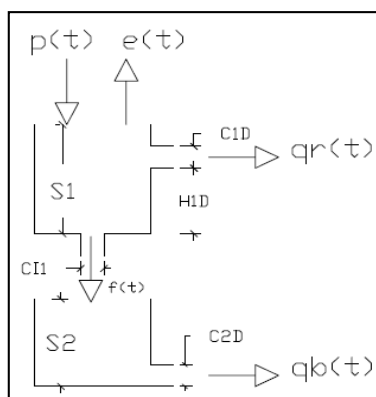 p(t) e(t)
C1D
qr(t)
S1
H1D
CI1
f(t)
S2
C2D
qb(t)